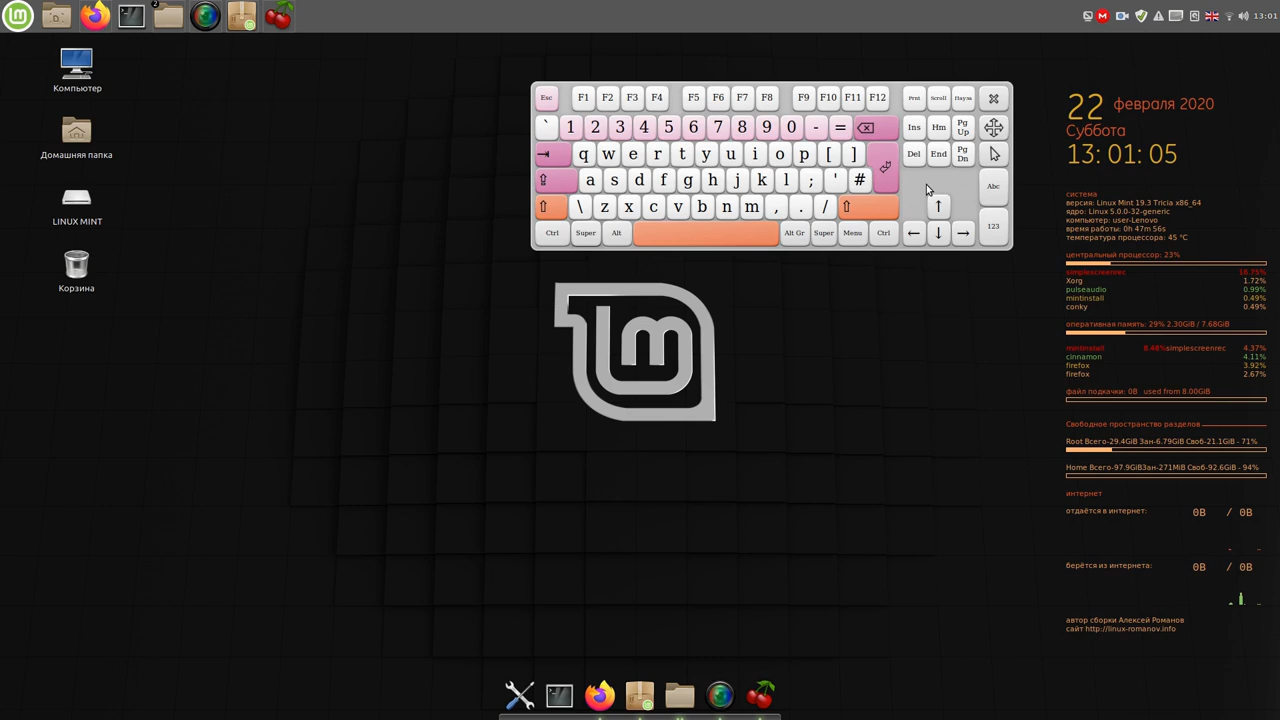 2
13:01
Компьютер
Домашняя папка
LINUX MINT
Корзина
Esc F1 F2 F3 F4 F5 F6 F7 F8 F9 F10 F11 F12 Prnt Scroll Пауза
` 1 2 3 4 5 6 7 8 9 0 - = Ins Hm Pg Up
q w e r t y u i o p [ ] Del End Pg Dn
a s d f g h j k l ; ' # Abc
\ z x c v b n m , . / ↑
Ctrl Super Alt Alt Gr Super Menu Ctrl ← ↓ → 123
lm
22 февраля 2020
Суббота
13: 01: 05
система
версия: Linux Mint 19.3 Tricia x86_64
ядро: Linux 5.0.0-32-generic
компьютер: user-Lenovo
время работы: 0h 47m 56s
температура процессора: 45 °C
центральный процессор: 23%
simplescreenrec 16.75%
Xorg 1.72%
pulseaudio 0.99%
mintinstall 0.49%
conky 0.49%
оперативная память: 29% 2.30GiB / 7.68GiB
mintinstall 8.48%simplescreenrec 4.37%
cinnamon 4.11%
firefox 3.92%
firefox 2.67%
файл подкачки: 0B used from 8.00GiB
Свободное пространство разделов
Root Всего-29.4GiB Зан-6.79GiB Своб-21.1GiB - 71%
Home Всего-97.9GiBЗан-271MiB Своб-92.6GiB - 94%
интернет
отдаётся в интернет: 0B / 0B
берётся из интернета: 0B / 0B
автор сборки Алексей Романов
сайт http://linux-romanov.info